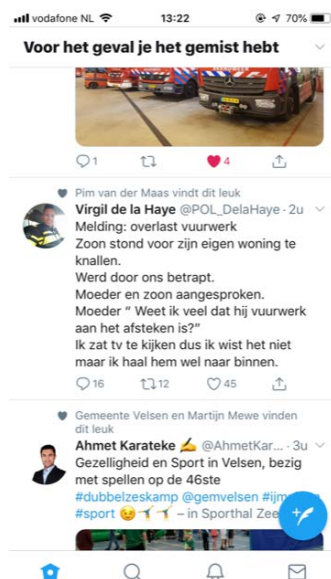 vodafone NL 13:22 70%
Voor het geval je het gemist hebt
1 4
Pim van der Maas vindt dit leuk
Virgil de la Haye @POL_DelaHaye · 2u
Melding: overlast vuurwerk
Zoon stond voor zijn eigen woning te
knallen.
Werd door ons betrapt.
Moeder en zoon aangesproken.
Moeder “ Weet ik veel dat hij vuurwerk
aan het afsteken is?”
Ik zat tv te kijken dus ik wist het niet
maar ik haal hem wel naar binnen.
16 12 45
Gemeente Velsen en Martijn Mewe vinden
dit leuk
Ahmet Karateke ✍️ @AhmetKar... · 3u
Gezelligheid en Sport in Velsen, bezig
met spellen op de 46ste
#dubbelzeskamp @gemvelsen
#sport – in Sporthal